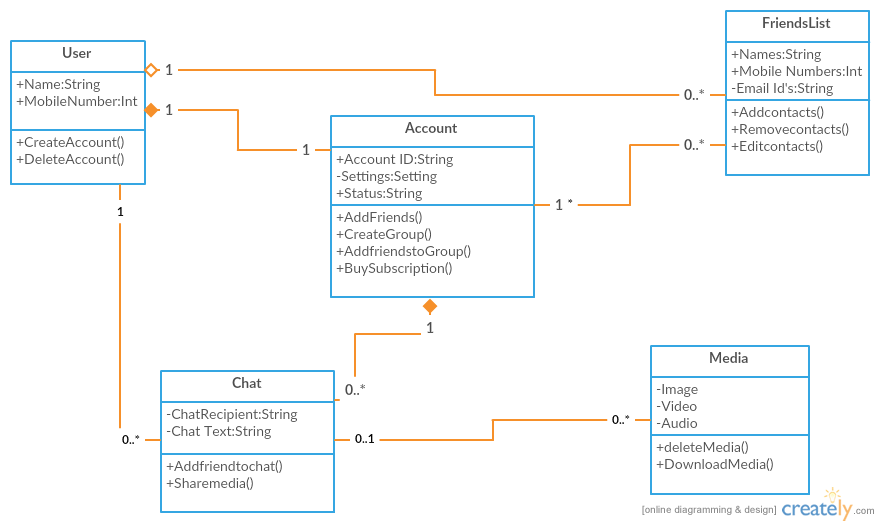 User
+Name:String
+MobileNumber:Int
+CreateAccount()
+DeleteAccount()
1
0..*
FriendsList
+Names:String
+Mobile Numbers:Int
-Email Id's:String
+Addcontacts()
+Removecontacts()
+Editcontacts()
1
1
Account
+Account ID:String
-Settings:Setting
+Status:String
+AddFriends()
+CreateGroup()
+AddfriendstoGroup()
+BuySubscription()
1 *
0..*
1
0..*
1
0..*
Chat
-ChatRecipient:String
-Chat Text:String
+Addfriendtochat()
+Sharemedia()
0..1
0..*
Media
-Image
-Video
-Audio
+deleteMedia()
+DownloadMedia()
[online diagramming & design] creately.com